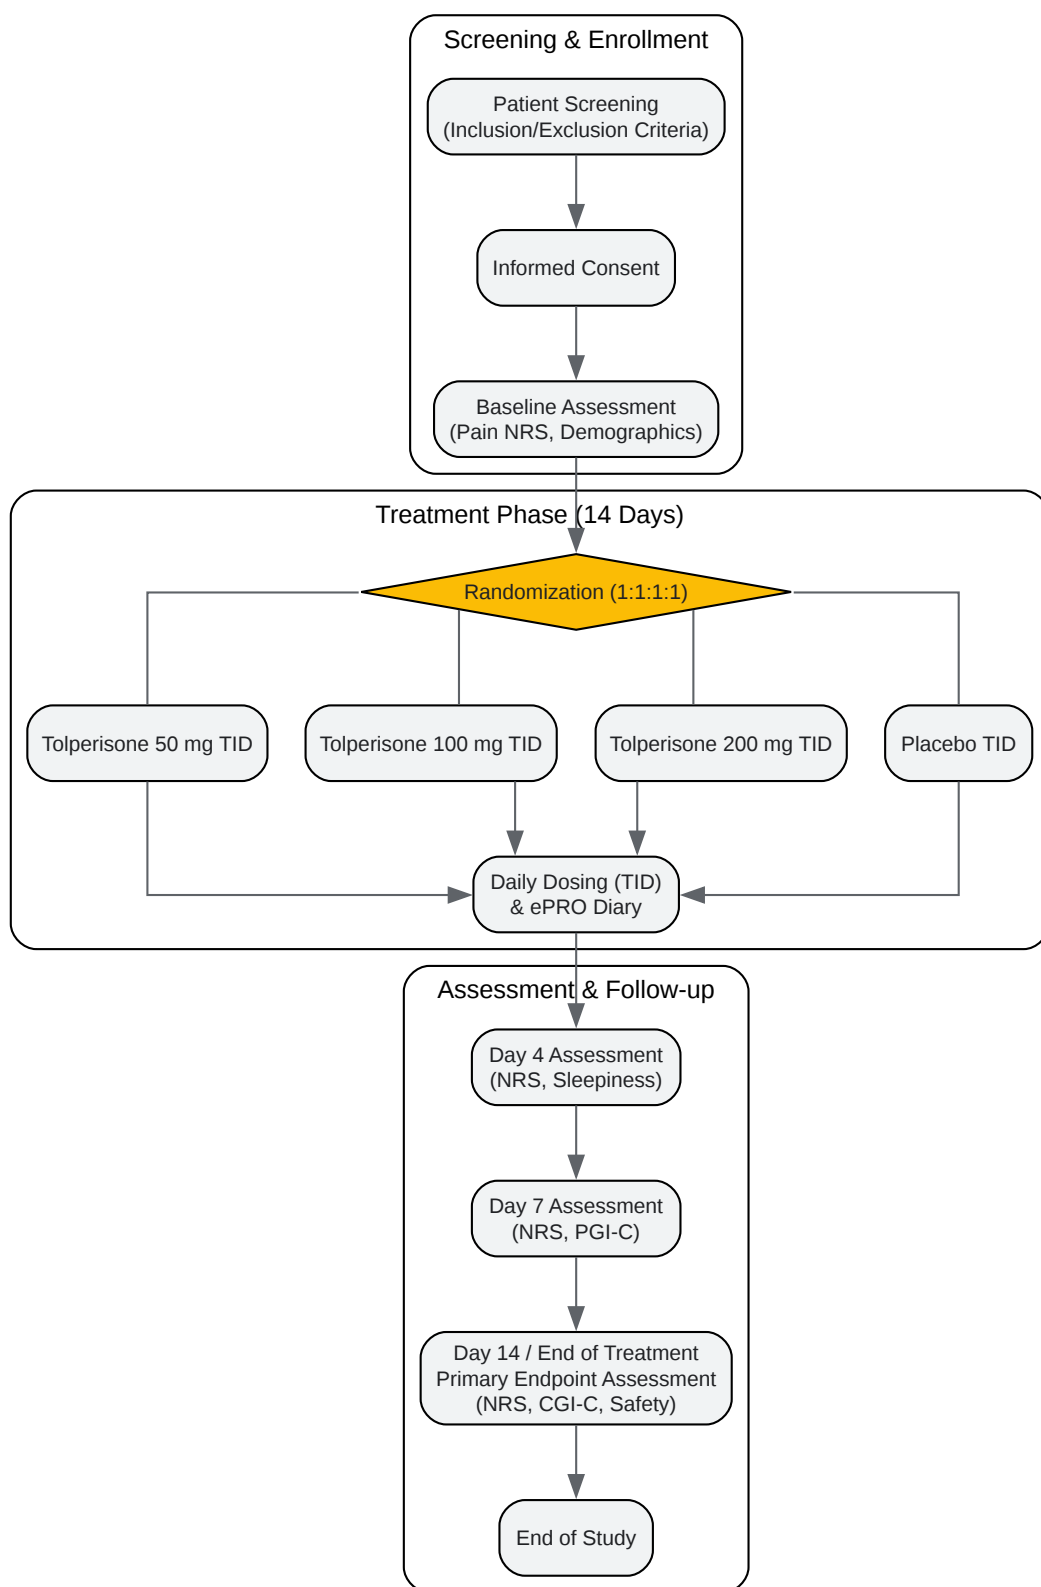 Screening & Enrollment
Patient Screening
(Inclusion/Exclusion Criteria)
Informed Consent
Baseline Assessment
(Pain NRS, Demographics)
Treatment Phase (14 Days)
Randomization (1:1:1:1)
Tolperisone 50 mg TID
Tolperisone 100 mg TID
Tolperisone 200 mg TID
Placebo TID
Daily Dosing (TID)
& ePRO Diary
Assessment & Follow-up
Day 4 Assessment
(NRS, Sleepiness)
Day 7 Assessment
(NRS, PGI-C)
Day 14 / End of Treatment
Primary Endpoint Assessment
(NRS, CGI-C, Safety)
End of Study